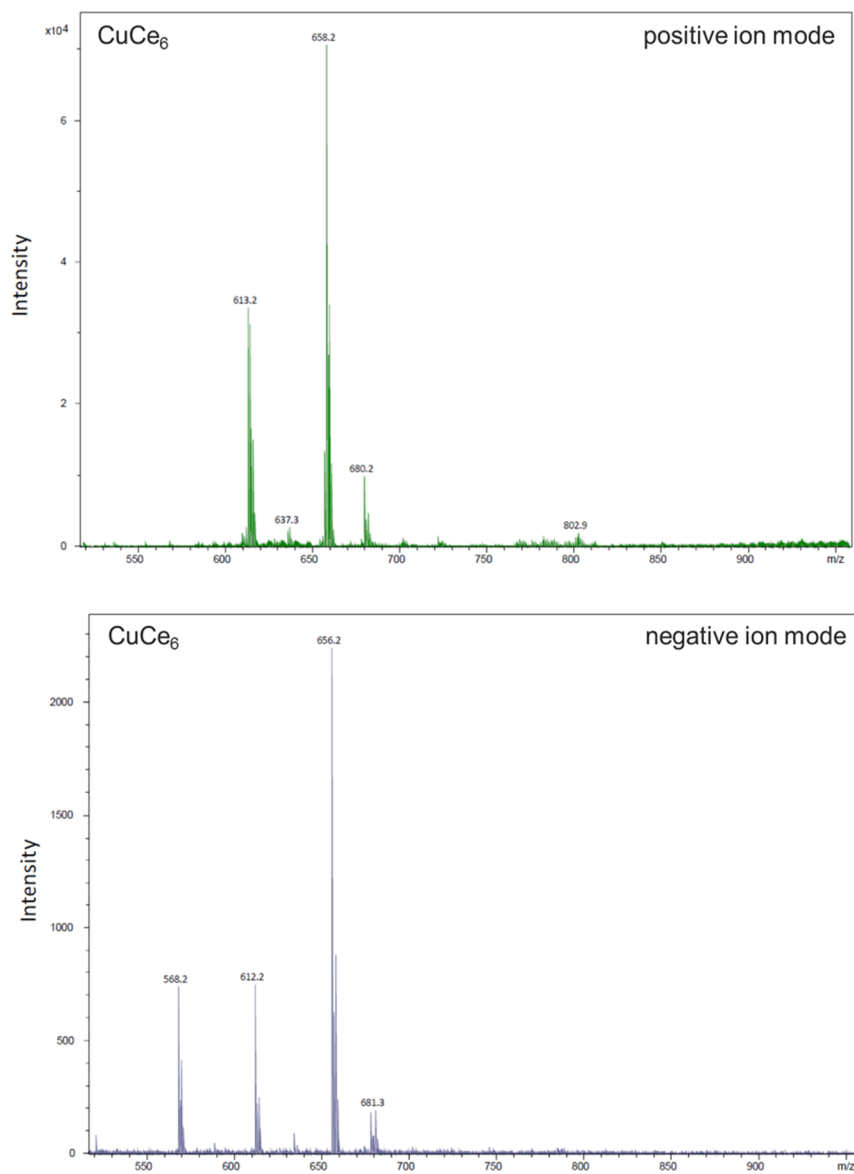 CuCe6 positive ion mode
x10^4
658.2
6
4
613.2
2
680.2
637.3
802.9
0
550 600 650 700 750 800 850 900 m/z
Intensity
CuCe6 negative ion mode
656.2
2000
1500
1000
568.2 612.2
500
681.3
0
550 600 650 700 750 800 850 900 m/z
Intensity